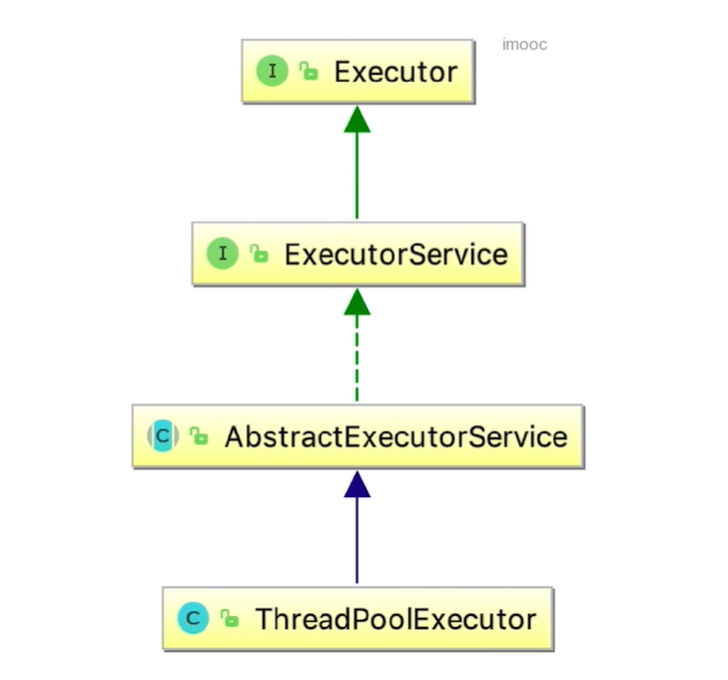 imooc
I Executor
I ExecutorService
C AbstractExecutorService
C ThreadPoolExecutor